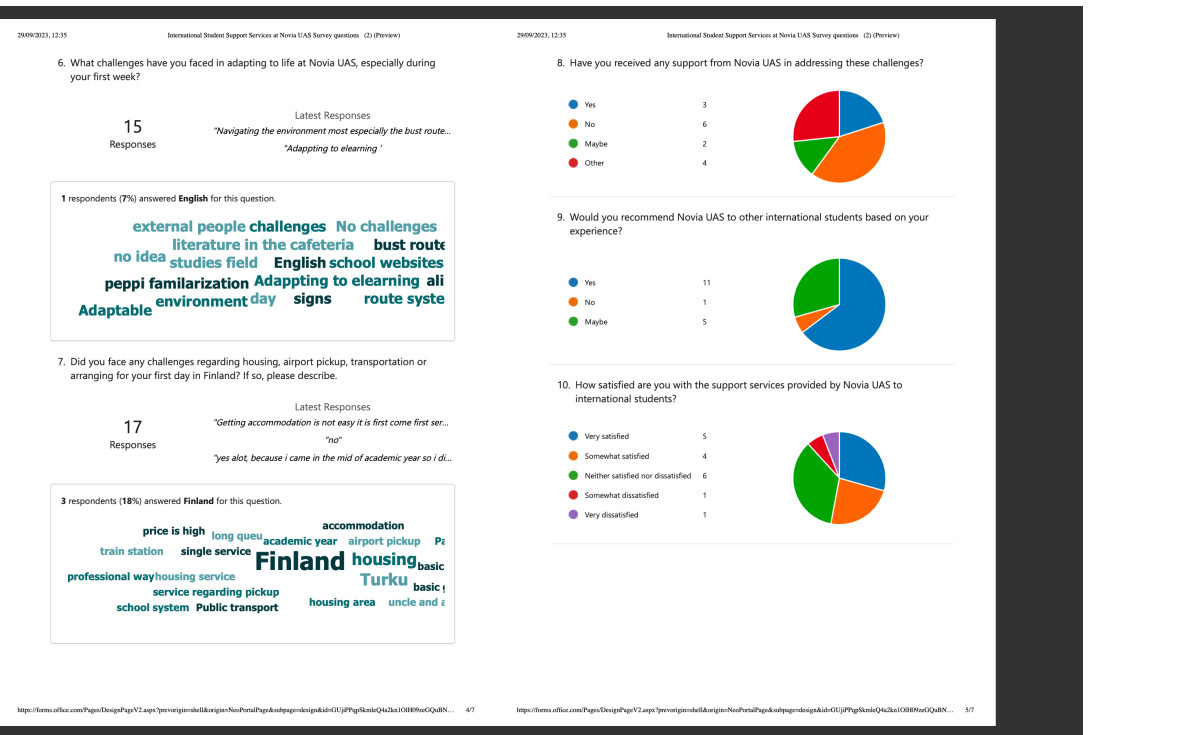 29/09/2023, 12:35 International Student Support Services at Novia UAS Survey questions (2) (Preview)
6. What challenges have you faced in adapting to life at Novia UAS, especially during
your first week?
15
Responses
Latest Responses
"Navigating the environment most especially the bust route...
"Adappting to elearning '
1 respondents (7%) answered English for this question.
external people challenges No challenges
literature in the cafeteria bust route
no idea studies field English school websites
peppi familarization Adappting to elearning ali
environment day signs route syste
Adaptable
7. Did you face any challenges regarding housing, airport pickup, transportation or
arranging for your first day in Finland? If so, please describe.
17
Responses
Latest Responses
"Getting accommodation is not easy it is first come first ser...
"no"
"yes alot, because i came in the mid of academic year so i di...
3 respondents (18%) answered Finland for this question.
price is high long queu accommodation
academic year airport pickup Pa
train station single service Finland housing basic
professional way housing service Turku basic g
service regarding pickup
school system Public transport housing area uncle and a
https://forms.office.com/Pages/DesignPageV2.aspx?prevorigin=shell&origin=NeoPortalPage&subpage=design&id=GUjiPPqpSkmleQ4a2kn1OIH09zeGQaBN... 4/7
29/09/2023, 12:35 International Student Support Services at Novia UAS Survey questions (2) (Preview)
8. Have you received any support from Novia UAS in addressing these challenges?
Yes 3
No 6
Maybe 2
Other 4
9. Would you recommend Novia UAS to other international students based on your
experience?
Yes 11
No 1
Maybe 5
10. How satisfied are you with the support services provided by Novia UAS to
international students?
Very satisfied 5
Somewhat satisfied 4
Neither satisfied nor dissatisfied 6
Somewhat dissatisfied 1
Very dissatisfied 1
https://forms.office.com/Pages/DesignPageV2.aspx?prevorigin=shell&origin=NeoPortalPage&subpage=design&id=GUjiPPqpSkmleQ4a2kn1OIH09zeGQaBN... 5/7